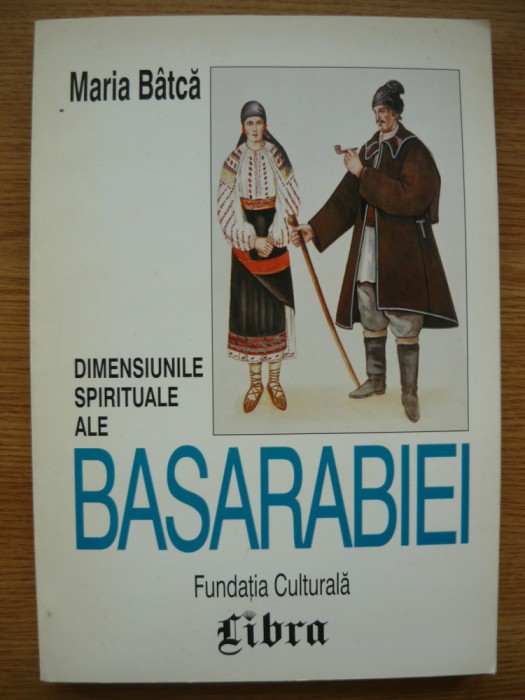 Maria Bâtcă
DIMENSIUNILE
SPIRITUALE
ALE
BASARABIEI
Fundația Culturală
Libra